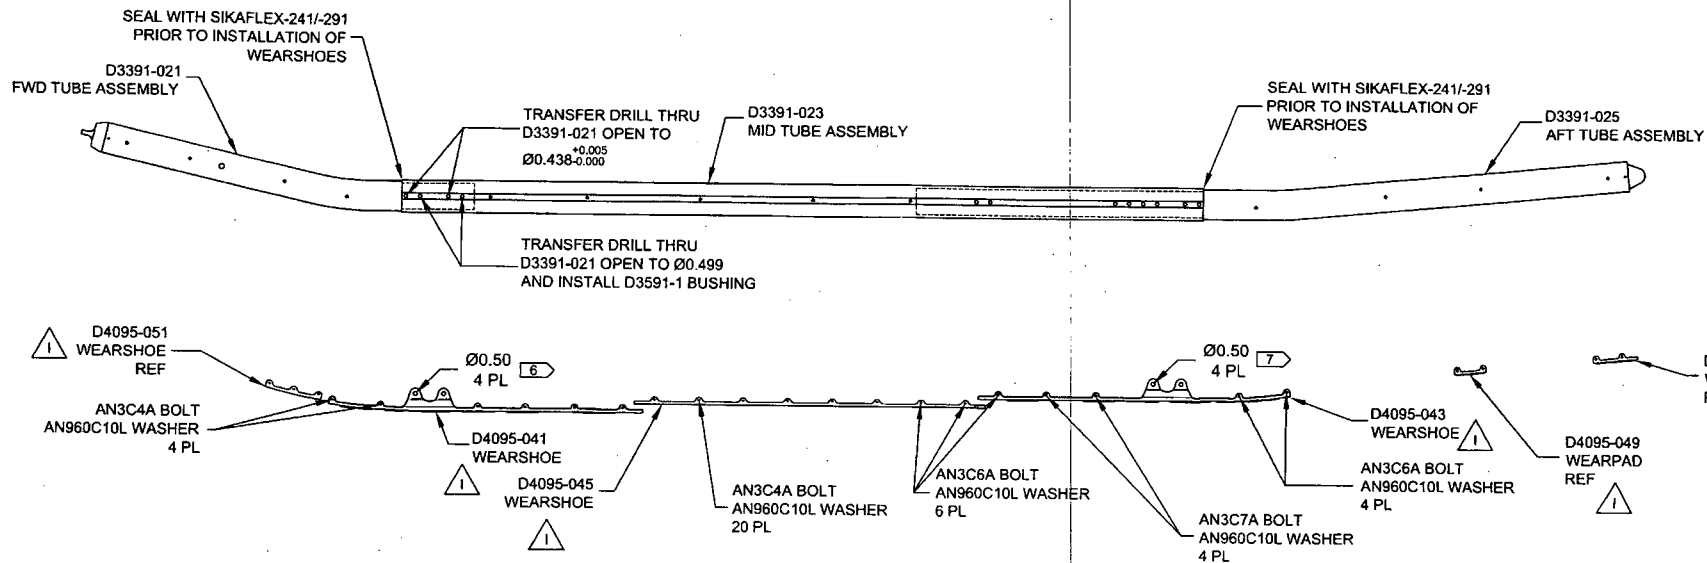 SEAL WITH SIKAFLEX-241/-291
PRIOR TO INSTALLATION OF
WEARSHOES
D3391-021
FWD TUBE ASSEMBLY
TRANSFER DRILL THRU
D3391-021 OPEN TO
Ø0.438+0.005-0.000
D3391-023
MID TUBE ASSEMBLY
SEAL WITH SIKAFLEX-241/-291
PRIOR TO INSTALLATION OF
WEARSHOES
D3391-025
AFT TUBE ASSEMBLY
TRANSFER DRILL THRU
D3391-021 OPEN TO Ø0.499
AND INSTALL D3591-1 BUSHING
D4095-051
WEARSHOE
REF
1
Ø0.50
4 PL
6
AN3C4A BOLT
AN960C10L WASHER
4 PL
D4095-041
WEARSHOE
1
D4095-045
WEARSHOE
1
AN3C4A BOLT
AN960C10L WASHER
20 PL
AN3C6A BOLT
AN960C10L WASHER
6 PL
Ø0.50
4 PL
7
AN3C7A BOLT
AN960C10L WASHER
4 PL
D4095-043
WEARSHOE
1
AN3C6A BOLT
AN960C10L WASHER
4 PL
D4095-049
WEARPAD
REF
1